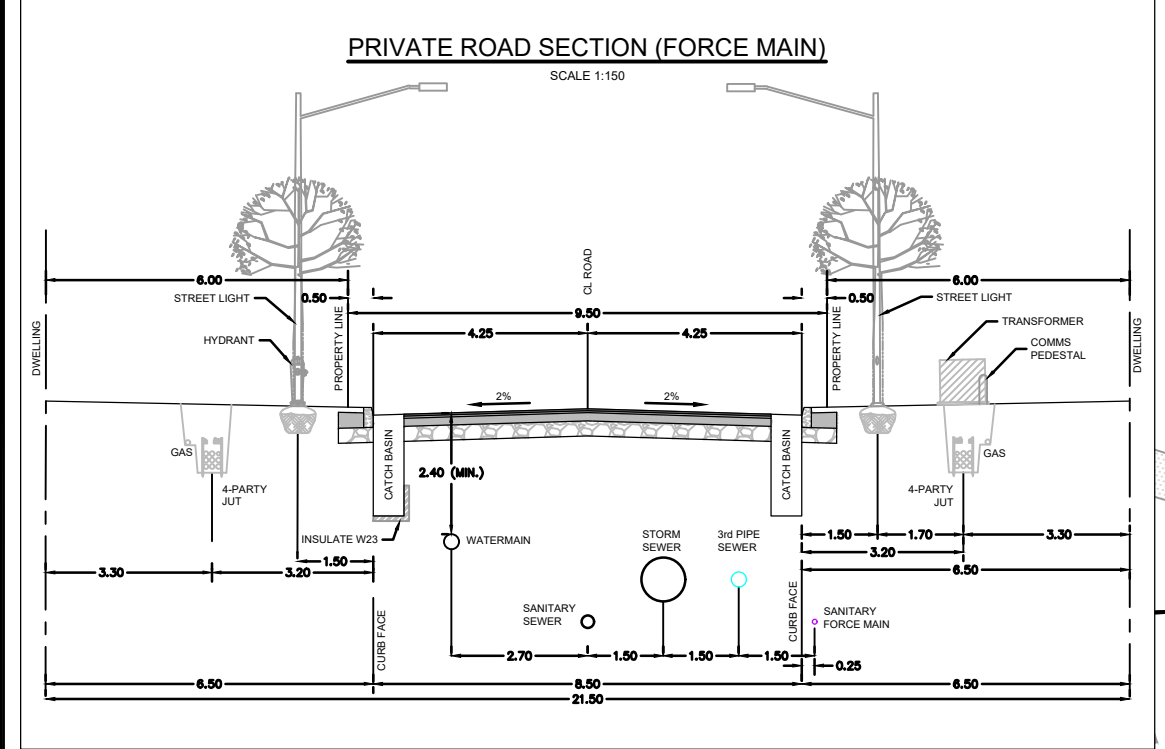 PRIVATE ROAD SECTION (FORCE MAIN)
SCALE 1:150
CL ROAD
6.00
6.00
STREET LIGHT
0.50
0.50
STREET LIGHT
9.50
4.25
4.25
TRANSFORMER
HYDRANT
COMMS
PEDESTAL
DWELLING
PROPERTY LINE
PROPERTY LINE
DWELLING
2%
2%
GAS
GAS
CATCH BASIN
CATCH BASIN
2.40 (MIN.)
4-PARTY
JUT
4-PARTY
JUT
INSULATE W23
WATERMAIN
STORM
SEWER
3rd PIPE
SEWER
1.50
1.70
3.30
3.20
1.50
3.30
3.20
6.50
SANITARY
SEWER
SANITARY
FORCE MAIN
CURB FACE
CURB FACE
2.70
1.50
1.50
1.50
0.25
6.50
8.50
6.50
21.50